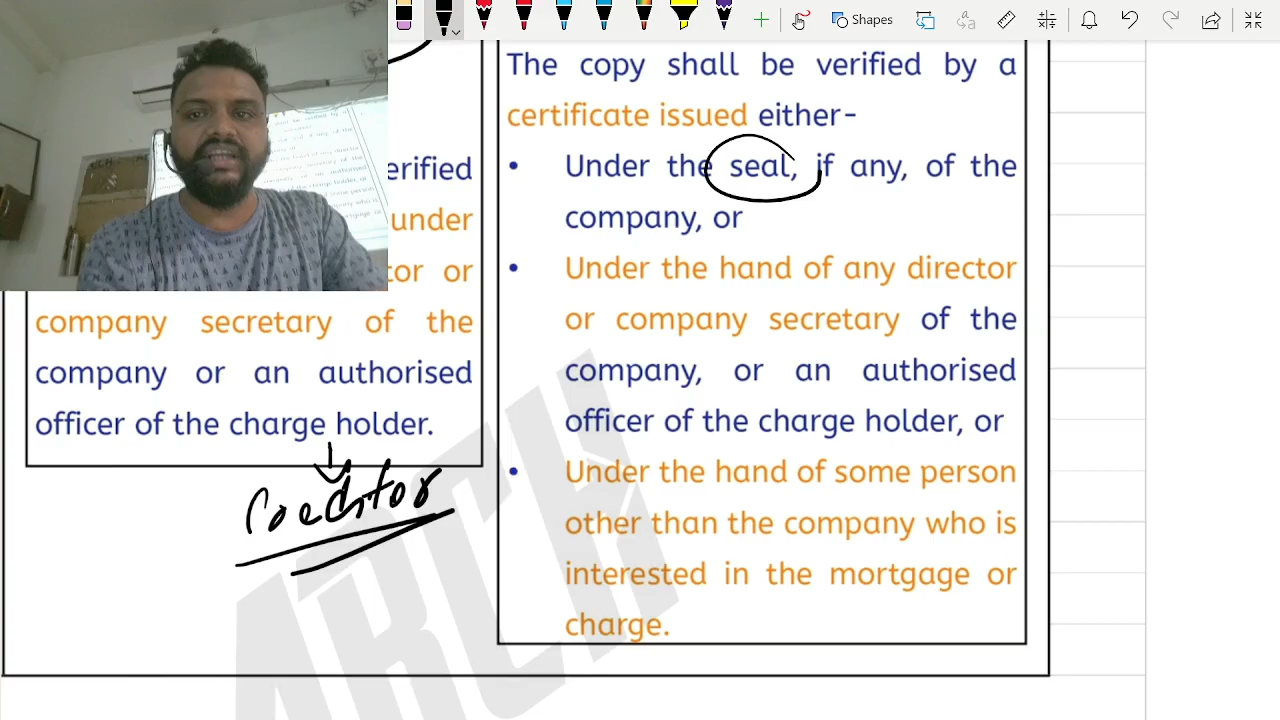 Shapes
erified
under
tor or
company secretary of the
company or an authorised
officer of the charge holder.
Creditor
The copy shall be verified by a
certificate issued either-
• Under the seal, if any, of the
company, or
• Under the hand of any director
or company secretary of the
company, or an authorised
officer of the charge holder, or
• Under the hand of some person
other than the company who is
interested in the mortgage or
charge.
ARCH